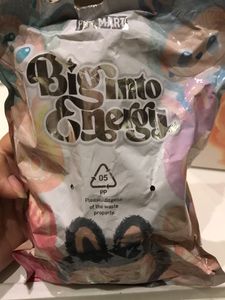 POP MART
Big into
Energy
05
PP
Please dispose
of the waste
properly